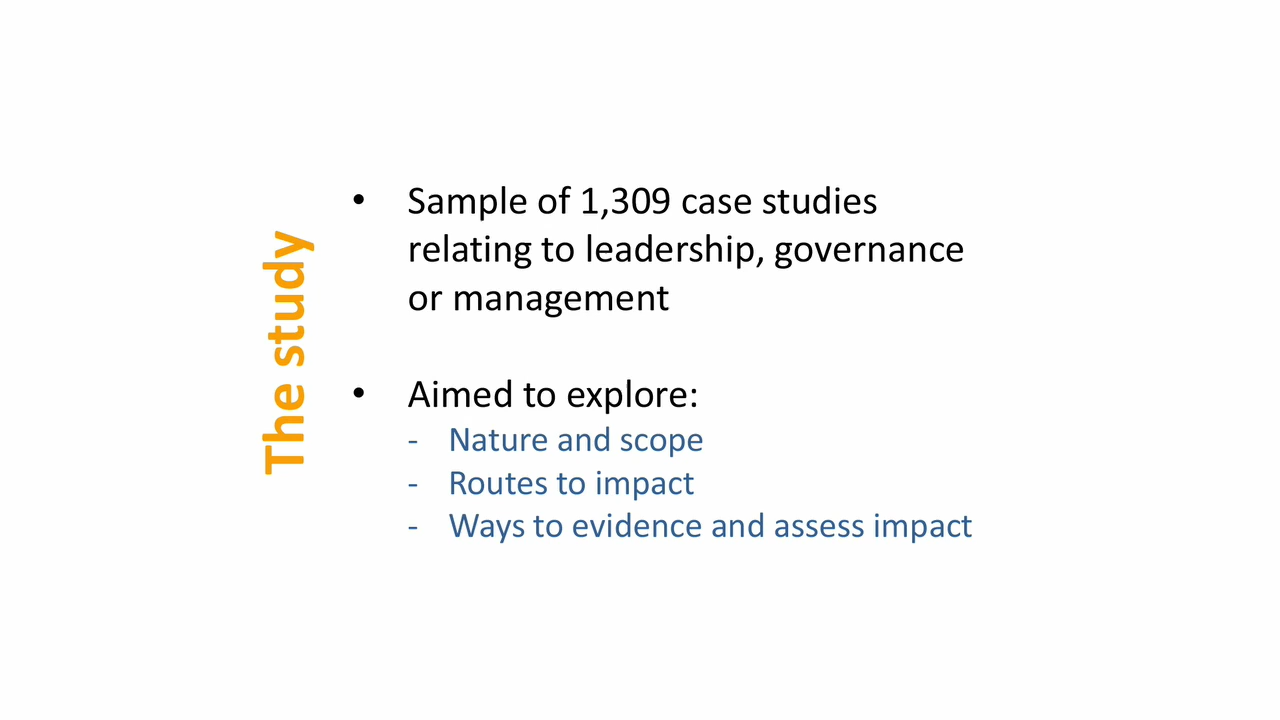 The study
• Sample of 1,309 case studies
relating to leadership, governance
or management
• Aimed to explore:
- Nature and scope
- Routes to impact
- Ways to evidence and assess impact